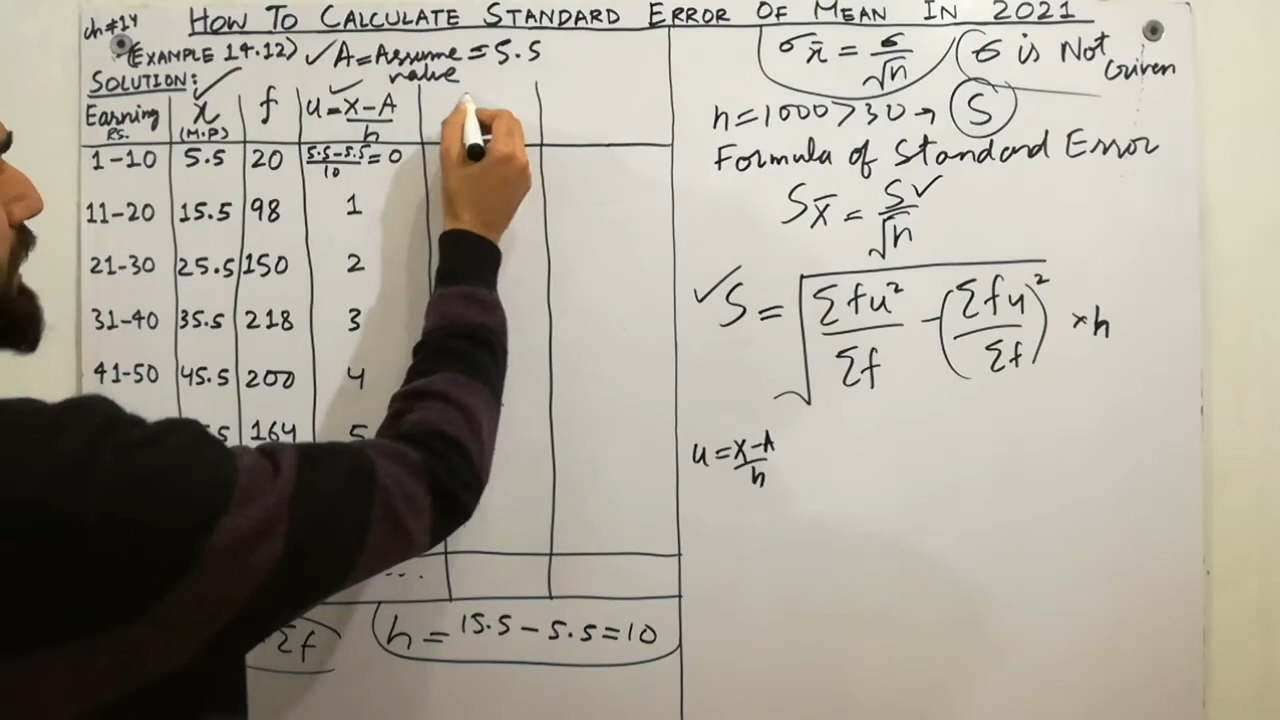 ch#14 HOW TO CALCULATE STANDARD ERROR OF MEAN IN 2021
(EXAMPLE 14.12) ✓ A = Assume value = 5.5
SOLUTION: ✓
Earning Rs. | x (M.P) | f | u = x-A/h
1-10 | 5.5 | 20 | 5.5-5.5/10 = 0
11-20 | 15.5 | 98 | 1
21-30 | 25.5 | 150 | 2
31-40 | 35.5 | 218 | 3
41-50 | 45.5 | 200 | 4
164 | 5
....
Σf
h = 15.5 - 5.5 = 10
σx̄ = σ/√n
σ is Not Given
n = 1000 > 30 → S
Formula of Standard Error
Sx̄ = S/√n ✓
✓ S = √(Σfu²/Σf - (Σfu/Σf)²) × h
u = x-A/h